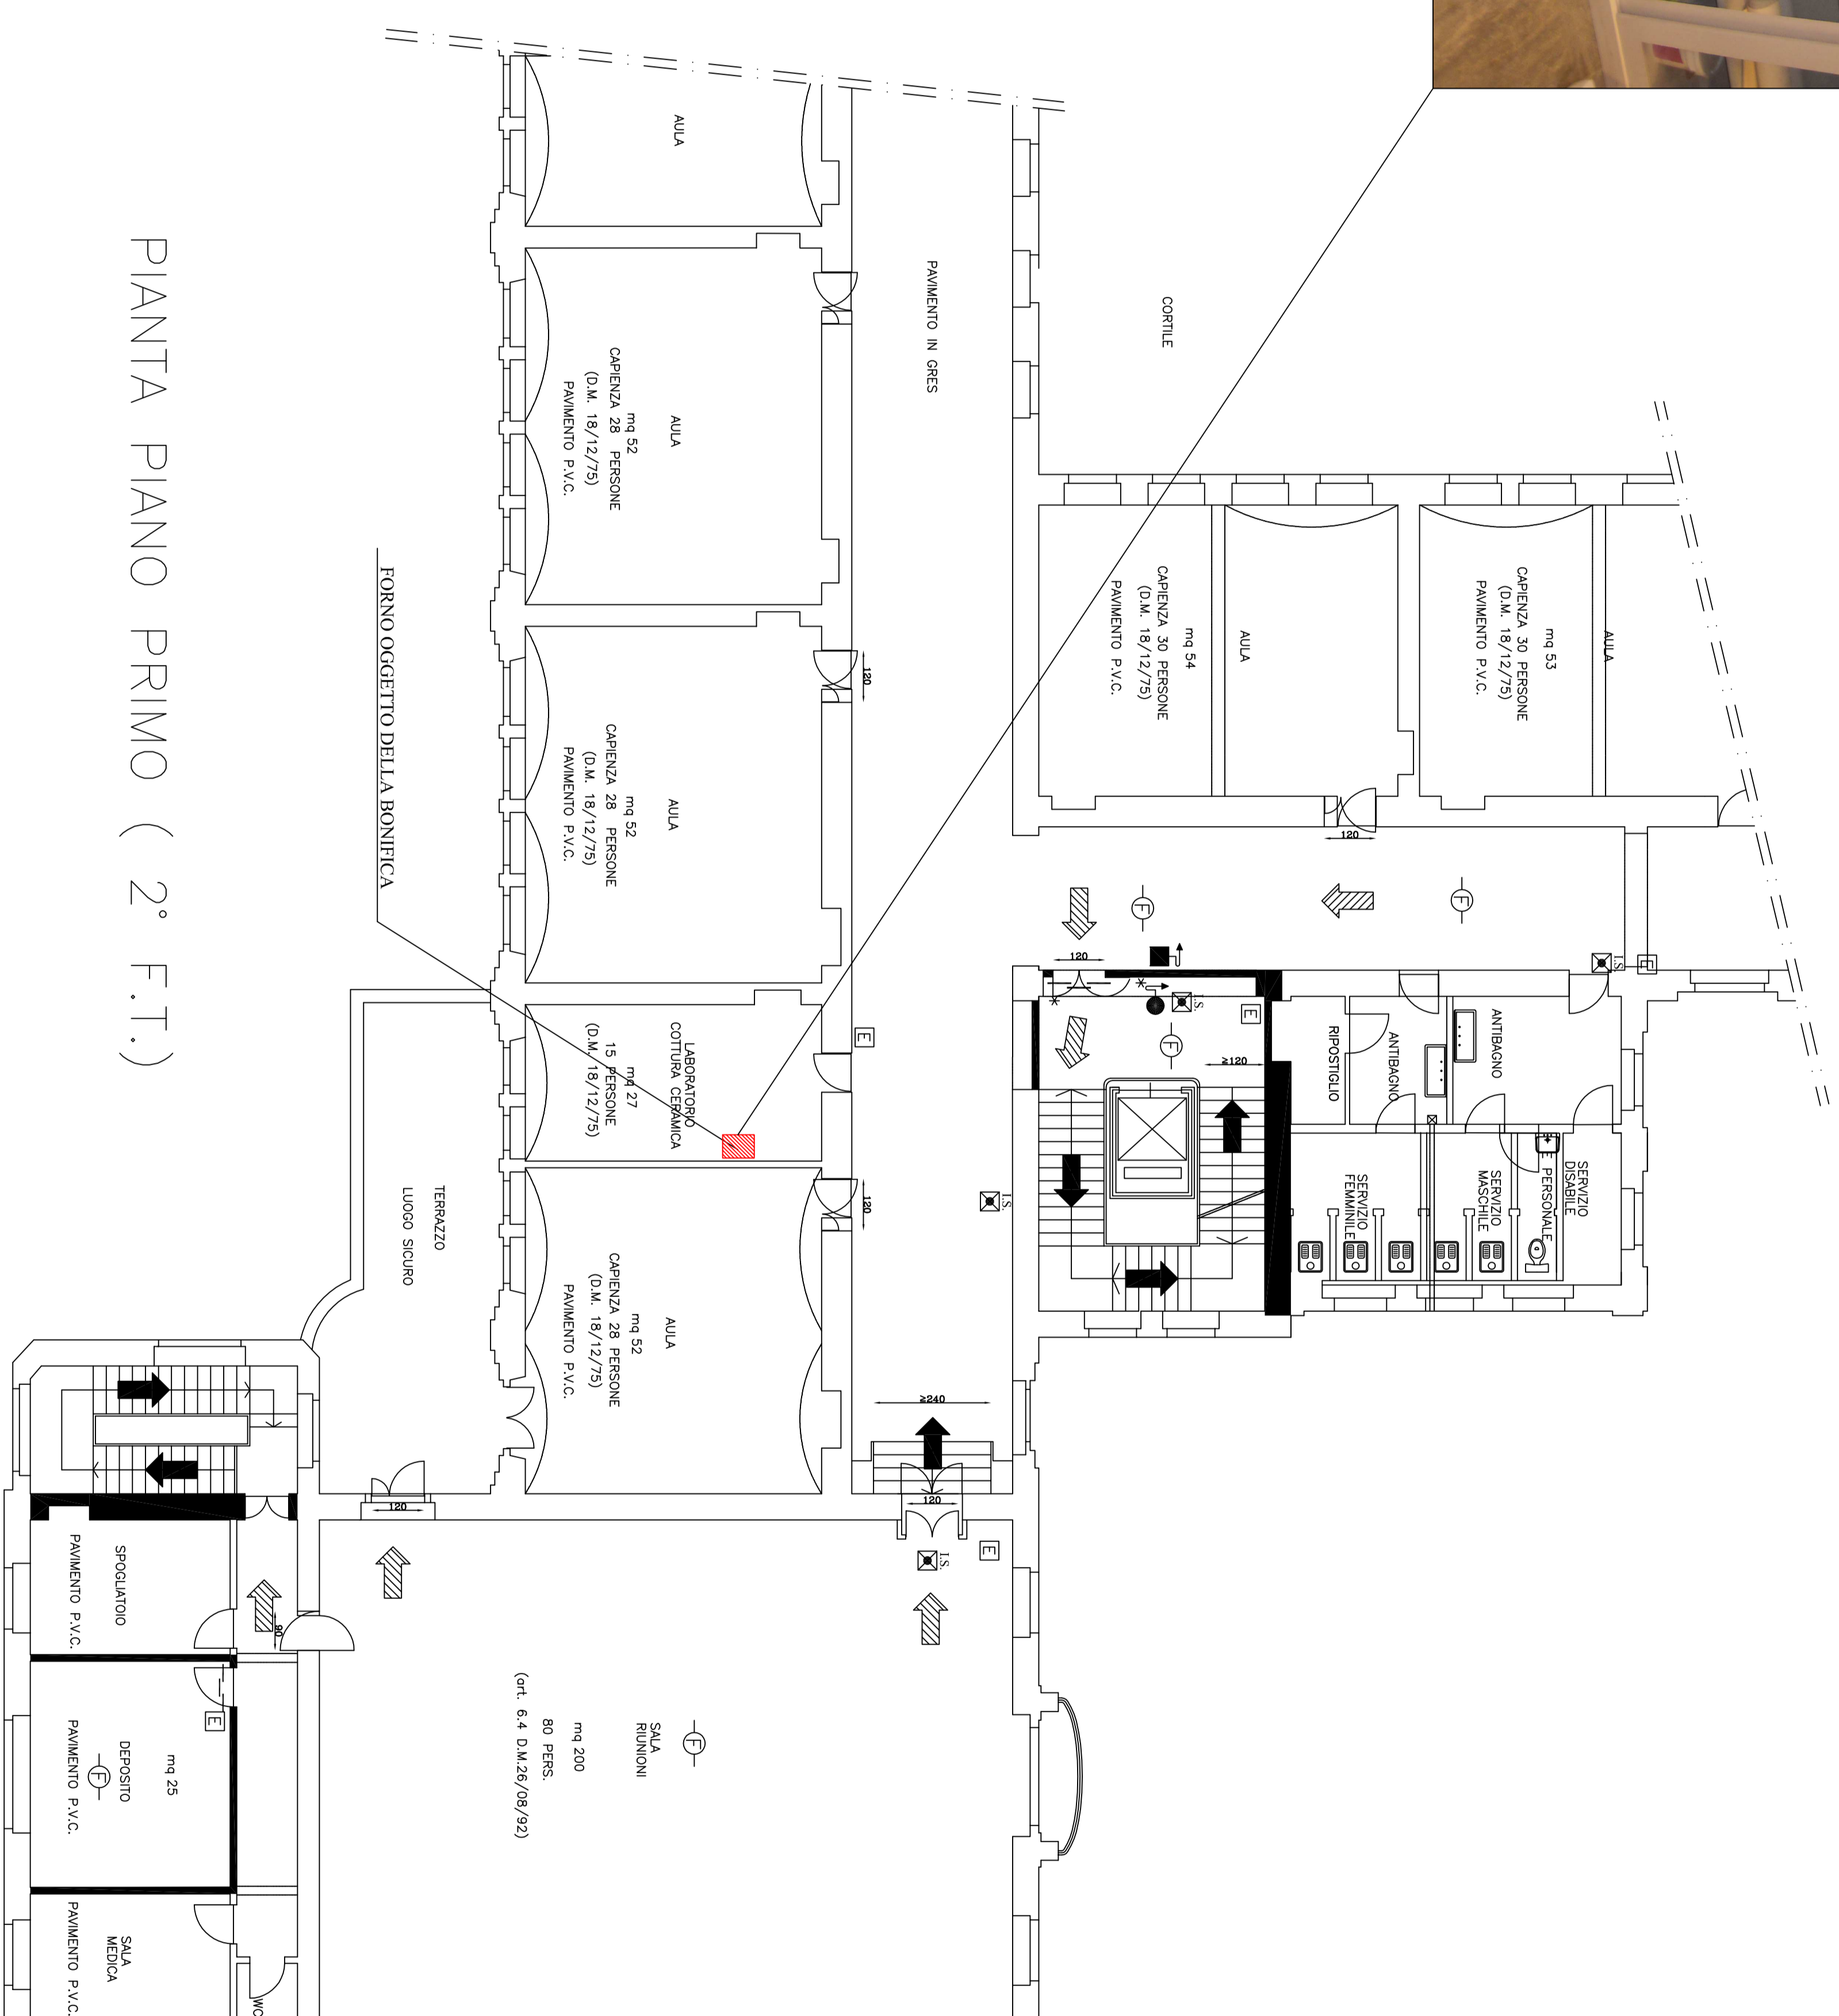 PIANTA PIANO PRIMO ( 2° F.T.)
FORNO OGGETTO DELLA BONIFICA
AULA
AULA
mq 52
CAPIENZA 28 PERSONE
(D.M. 18/12/75)
PAVIMENTO P.V.C.
AULA
mq 52
CAPIENZA 28 PERSONE
(D.M. 18/12/75)
PAVIMENTO P.V.C.
LABORATORIO
COTTURA CERAMICA
mq 27
15 PERSONE
(D.M. 18/12/75)
AULA
mq 52
CAPIENZA 28 PERSONE
(D.M. 18/12/75)
PAVIMENTO P.V.C.
PAVIMENTO IN GRES
120
E
120
I.S.
≥240
120
E
I.S.
CORTILE
AULA
mq 54
CAPIENZA 30 PERSONE
(D.M. 18/12/75)
PAVIMENTO P.V.C.
AULA
mq 53
CAPIENZA 30 PERSONE
(D.M. 18/12/75)
PAVIMENTO P.V.C.
120
F
F
120
I.S.
E
I.S.
E
F
≥120
RIPOSTIGLIO
ANTIBAGNO
ANTIBAGNO
SERVIZIO
FEMMINILE
SERVIZIO
MASCHILE
SERVIZIO
DISABILE
E PERSONALE
TERRAZZO
LUOGO SICURO
120
90
SPOGLIATOIO
PAVIMENTO P.V.C.
E
mq 25
DEPOSITO
F
PAVIMENTO P.V.C.
SALA
MEDICA
PAVIMENTO P.V.C.
WC
F
SALA
RIUNIONI
mq 200
80 PERS.
(art. 6.4 D.M.26/08/92)